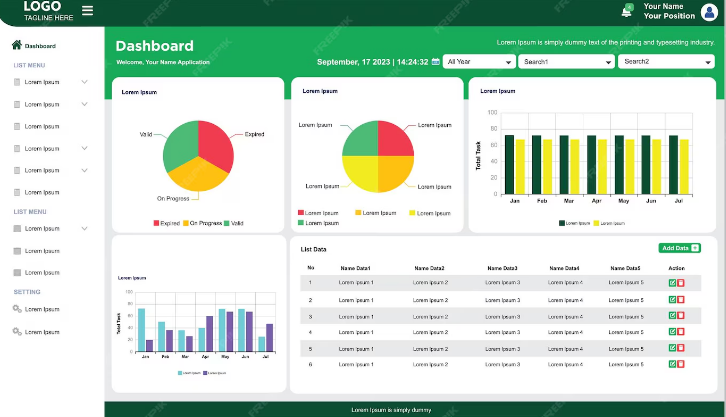 LOGO
TAGLINE HERE
2
Your Name
Your Position
Dashboard
LIST MENU
Lorem Ipsum
Lorem Ipsum
Lorem Ipsum
Lorem Ipsum
Lorem Ipsum
Lorem Ipsum
LIST MENU
Lorem Ipsum
Lorem Ipsum
Lorem Ipsum
SETTING
Lorem Ipsum
Lorem Ipsum
Dashboard
Welcome, Your Name Application
Lorem Ipsum is simply dummy text of the printing and typesetting industry.
September, 17 2023 | 14:24:32
All Year
Search1
Search2
Lorem Ipsum
Valid
Expired
On Progress
Expired On Progress Valid
Lorem Ipsum
Lorem Ipsum Lorem Ipsum
Lorem Ipsum Lorem Ipsum
Lorem Ipsum Lorem Ipsum Lorem Ipsum
Lorem Ipsum
Lorem Ipsum
Total Task
100
80
60
40
20
0
Jan Feb Mar Apr May Jun Jul
Lorem Ipsum Lorem Ipsum
Lorem Ipsum
Total Task
100
80
60
40
20
0
Jan Feb Mar Apr May Jun Jul
Lorem Ipsum Lorem Ipsum
List Data
Add Data +
No Name Data1 Name Data2 Name Data3 Name Data4 Name Data5 Action
1 Lorem Ipsum 1 Lorem Ipsum 2 Lorem Ipsum 3 Lorem Ipsum 4 Lorem Ipsum 5
2 Lorem Ipsum 1 Lorem Ipsum 2 Lorem Ipsum 3 Lorem Ipsum 4 Lorem Ipsum 5
3 Lorem Ipsum 1 Lorem Ipsum 2 Lorem Ipsum 3 Lorem Ipsum 4 Lorem Ipsum 5
4 Lorem Ipsum 1 Lorem Ipsum 2 Lorem Ipsum 3 Lorem Ipsum 4 Lorem Ipsum 5
5 Lorem Ipsum 1 Lorem Ipsum 2 Lorem Ipsum 3 Lorem Ipsum 4 Lorem Ipsum 5
6 Lorem Ipsum 1 Lorem Ipsum 2 Lorem Ipsum 3 Lorem Ipsum 4 Lorem Ipsum 5
Lorem Ipsum is simply dummy
FREEPIK